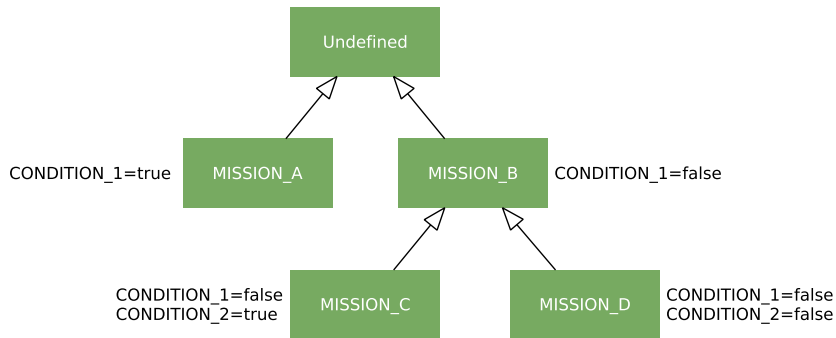 Undefined
CONDITION_1=true
MISSION_A
MISSION_B
CONDITION_1=false
CONDITION_1=false
CONDITION_2=true
MISSION_C
MISSION_D
CONDITION_1=false
CONDITION_2=false